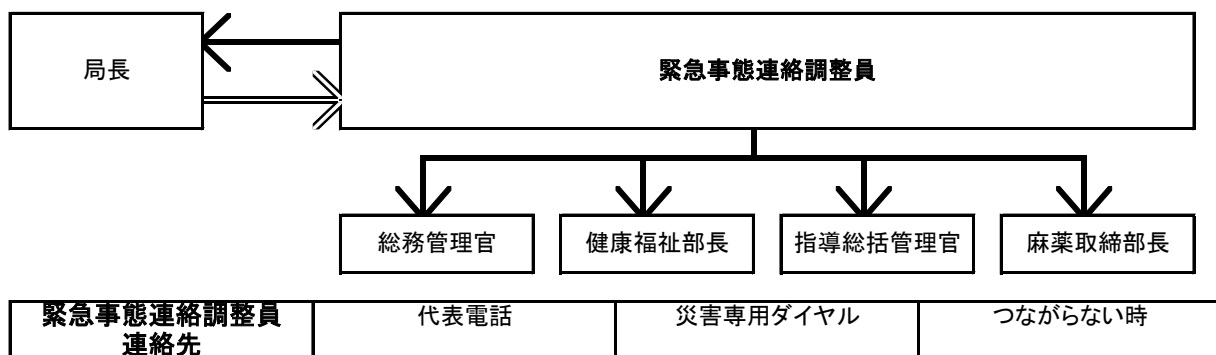 局長
緊急事態連絡調整員
総務管理官
健康福祉部長
指導総括管理官
麻薬取締部長
緊急事態連絡調整員
連絡先
代表電話
災害専用ダイヤル
つながらない時